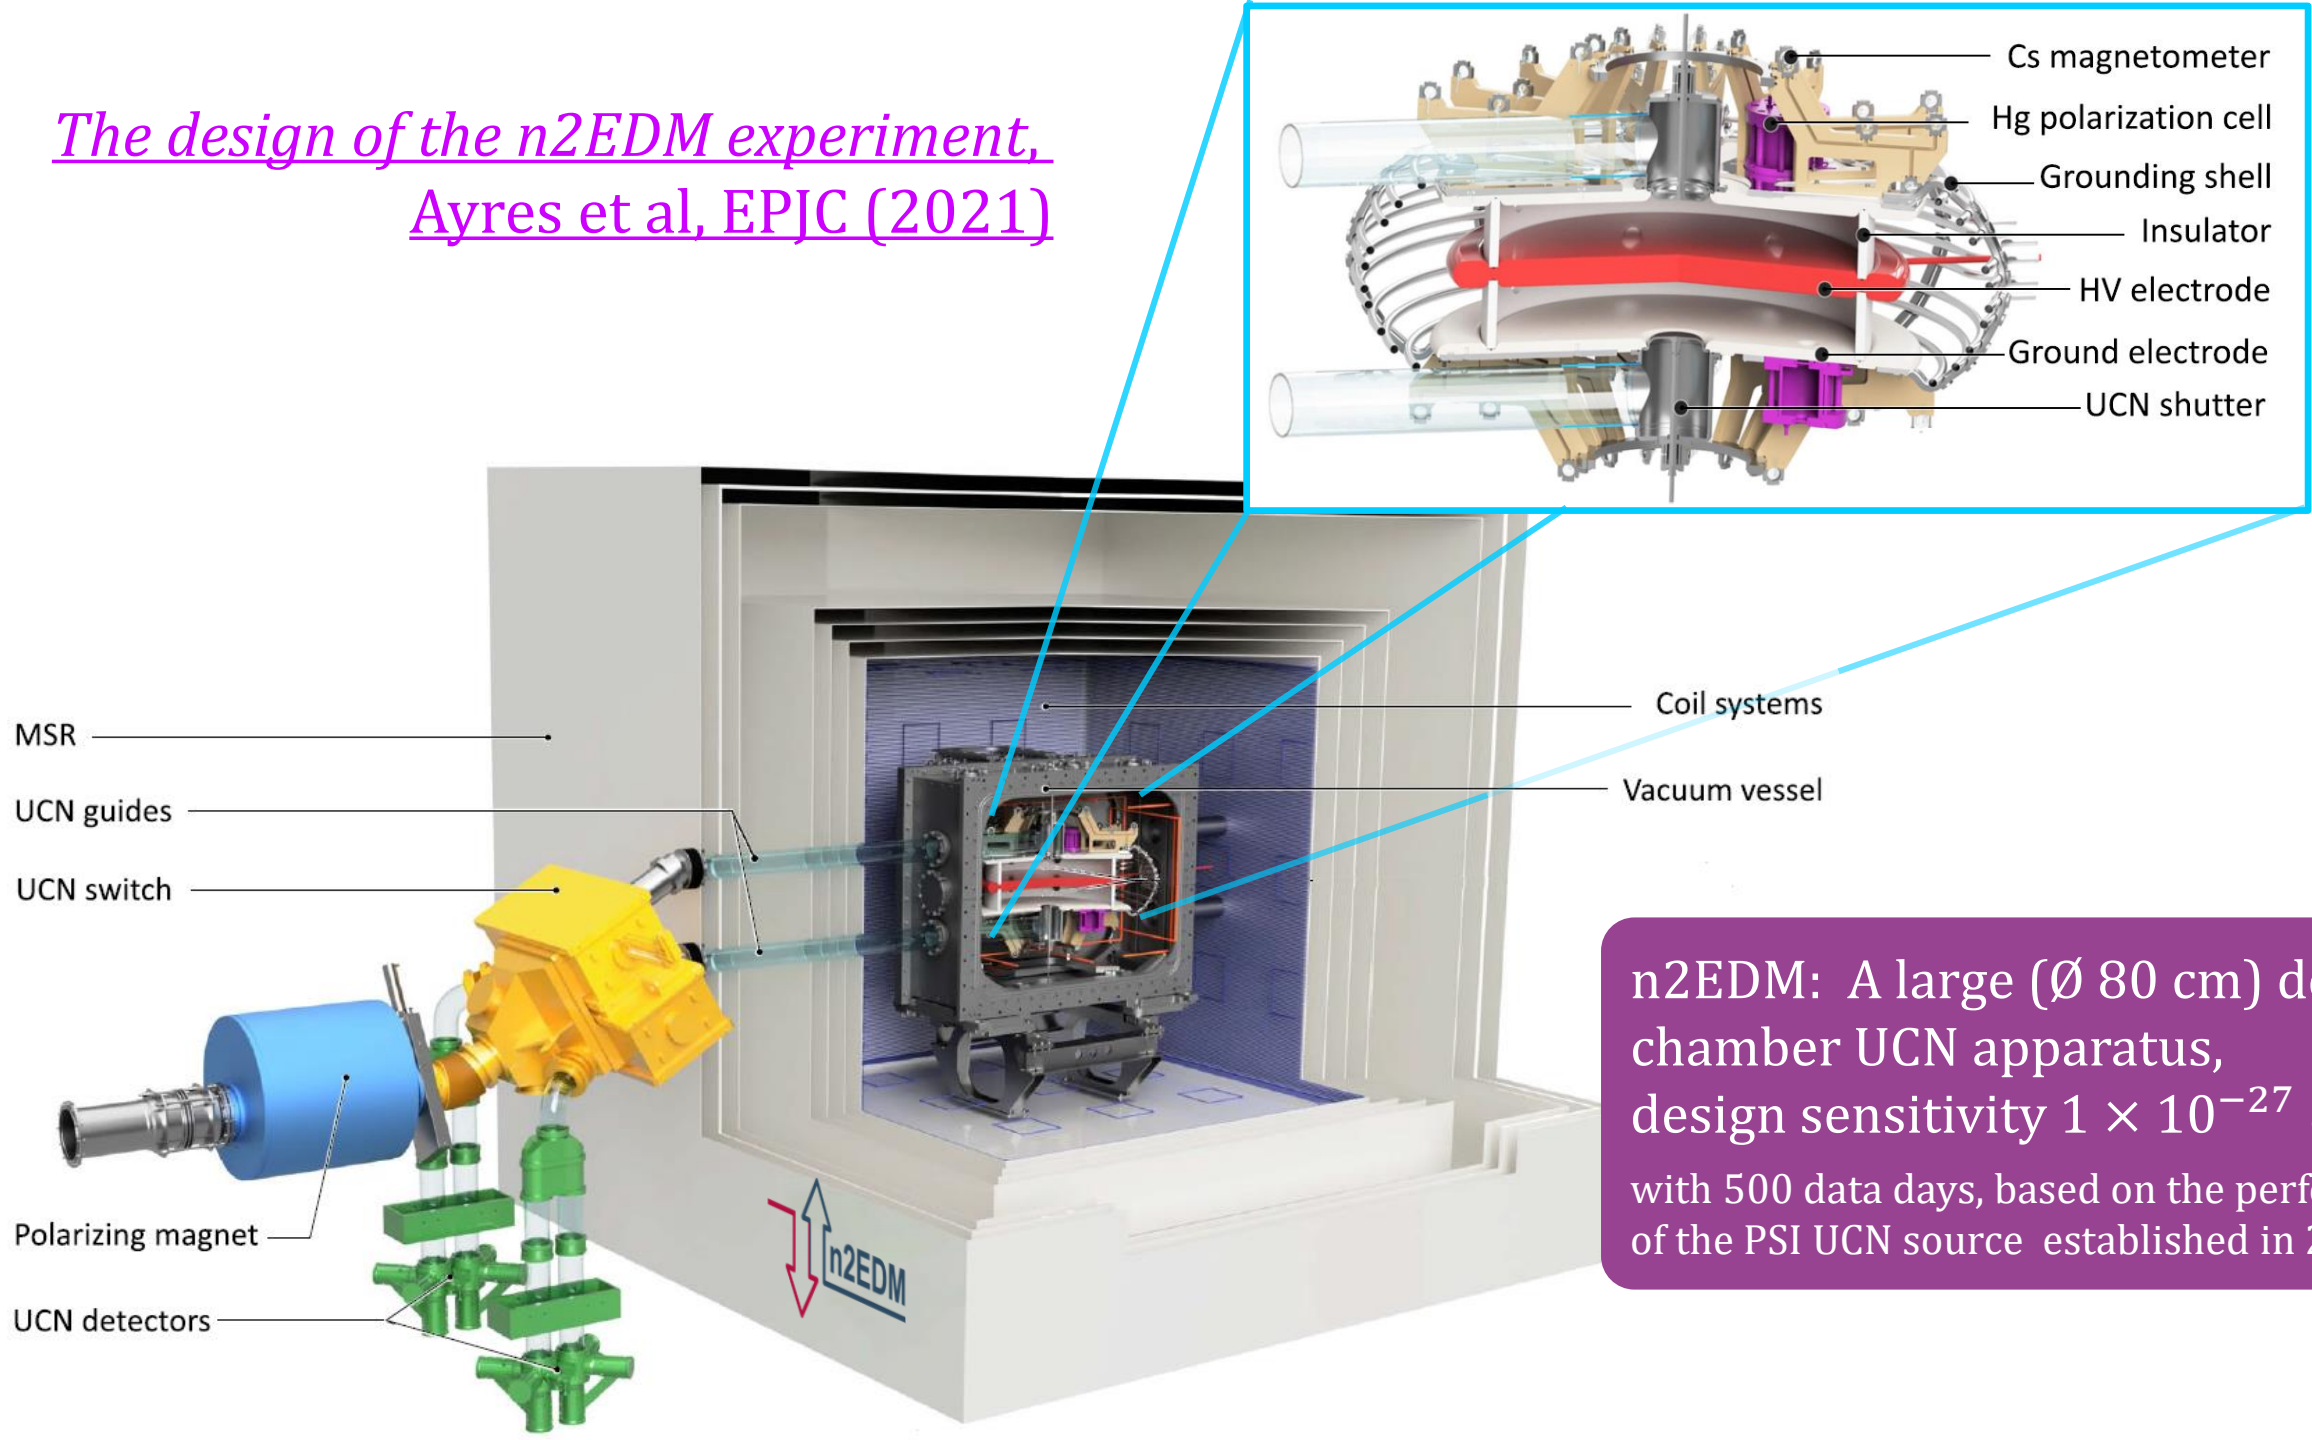 The design of the n2EDM experiment,
Ayres et al, EPJC (2021)
Cs magnetometer
Hg polarization cell
Grounding shell
Insulator
HV electrode
Ground electrode
UCN shutter
MSR
UCN guides
UCN switch
Polarizing magnet
UCN detectors
Coil systems
Vacuum vessel
n2EDM
n2EDM: A large (Ø 80 cm)
chamber UCN apparatus,
design sensitivity 1 × 10⁻²⁷
with 500 data days, based on the
of the PSI UCN source established in